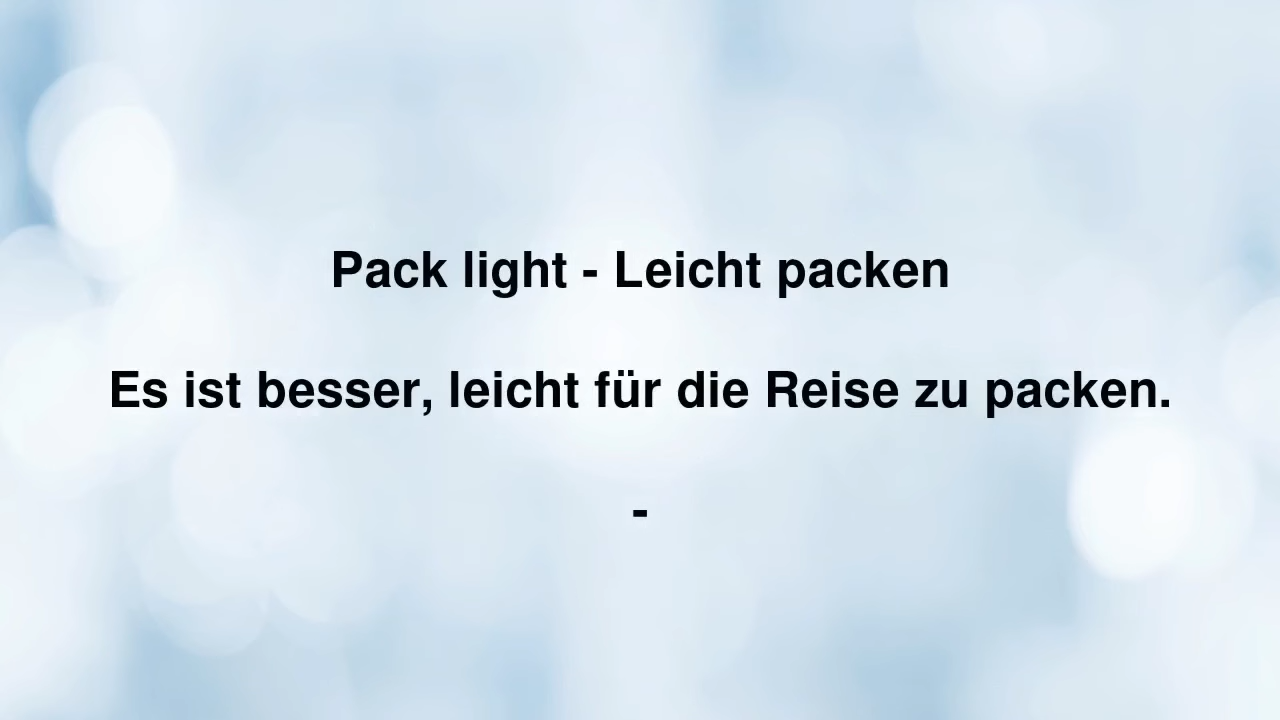 Pack light - Leicht packen
Es ist besser, leicht für die Reise zu packen.
-